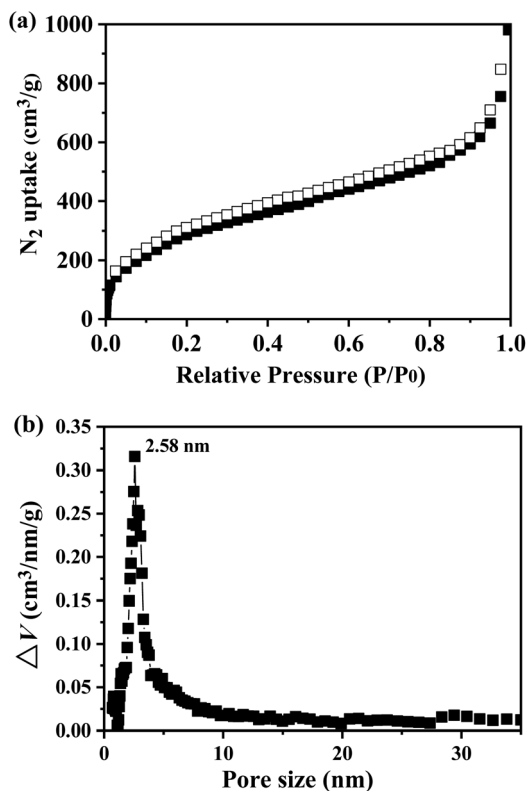 (a)
1000
800
600
400
200
0
N₂ uptake (cm³/g)
0.0 0.2 0.4 0.6 0.8 1.0
Relative Pressure (P/P₀)
(b)
0.35
0.30
0.25
0.20
0.15
0.10
0.05
0.00
△V (cm³/nm/g)
2.58 nm
0 10 20 30
Pore size (nm)